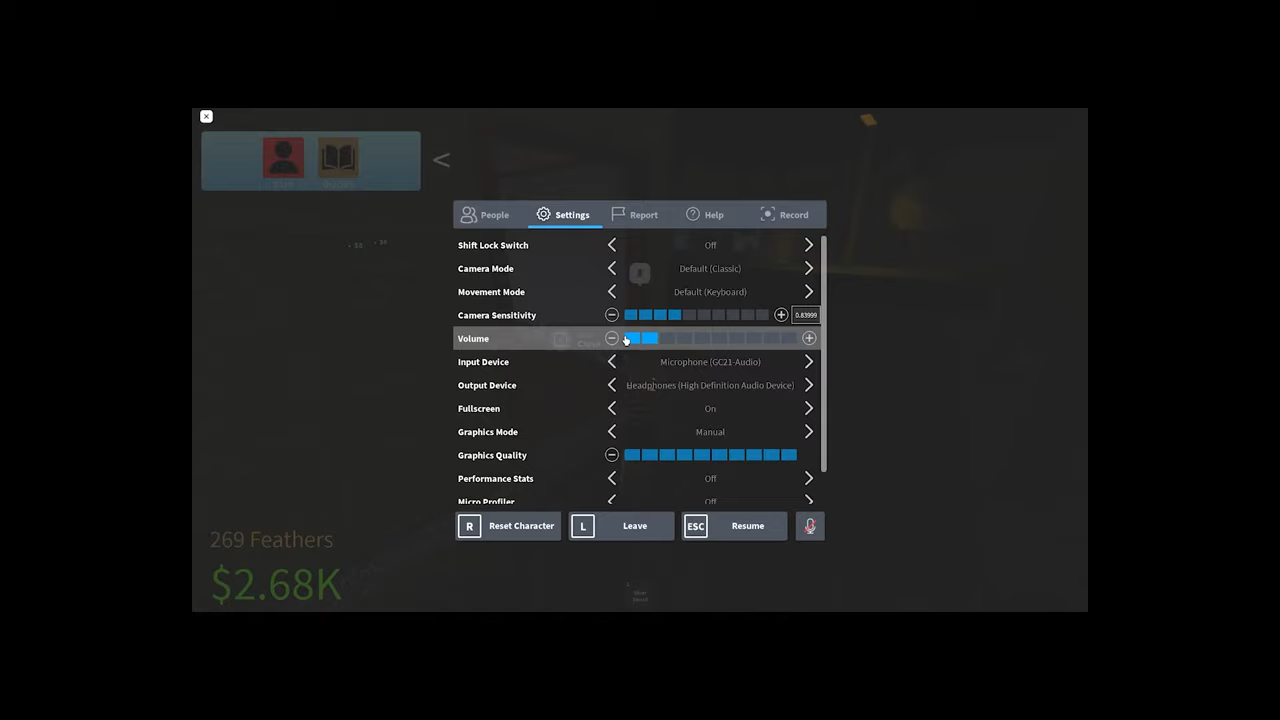 People Settings Report Help Record
Shift Lock Switch Off
Camera Mode Default (Classic)
Movement Mode Default (Keyboard)
Camera Sensitivity 0.83999
Volume
Input Device Microphone (GC21-Audio)
Output Device Headphones (High Definition Audio Device)
Fullscreen On
Graphics Mode Manual
Graphics Quality
Performance Stats Off
Micro Profiler Off
R Reset Character L Leave ESC Resume
269 Feathers
$2.68K